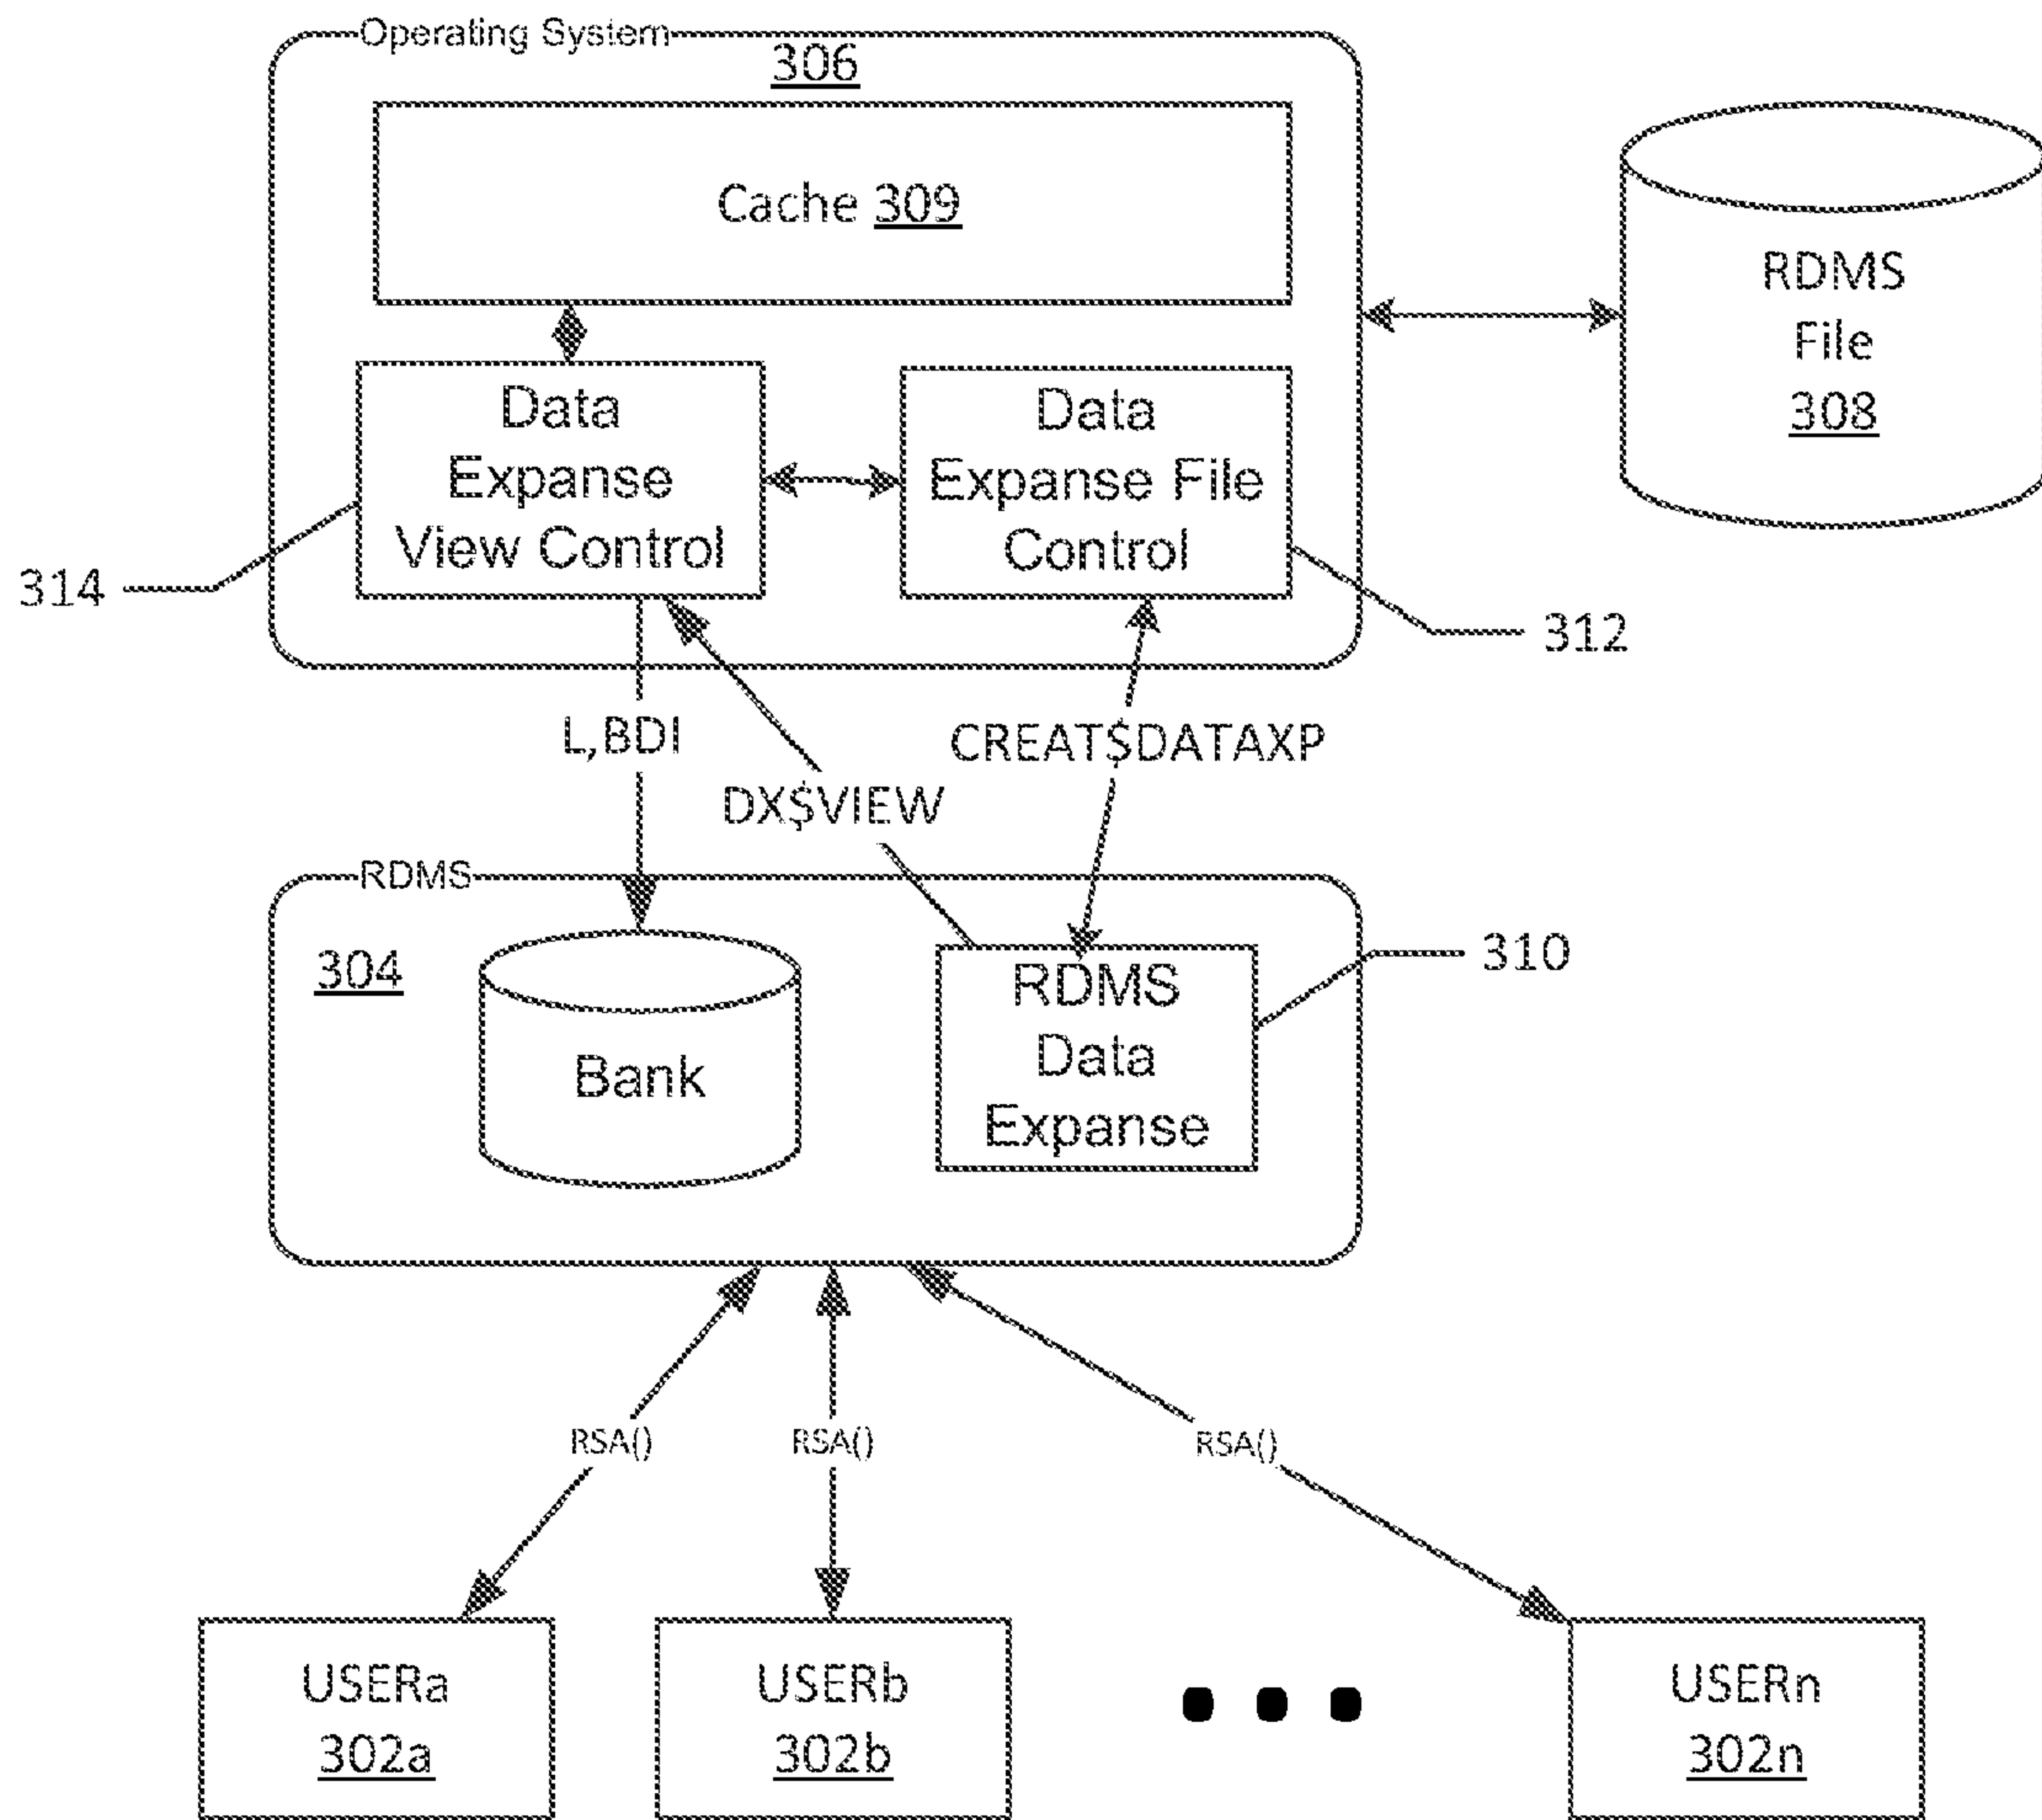 Operating System
306
Cache 309
RDMS
File
308
Data
Expanse
View Control
Data
Expanse File
Control
314
312
L,BDI
CREAT$DATAXP
DX$VIEW
RDMS
304
Bank
RDMS
Data
Expanse
310
RSA()
RSA()
RSA()
USERa
302a
USERb
302b
USERn
302n